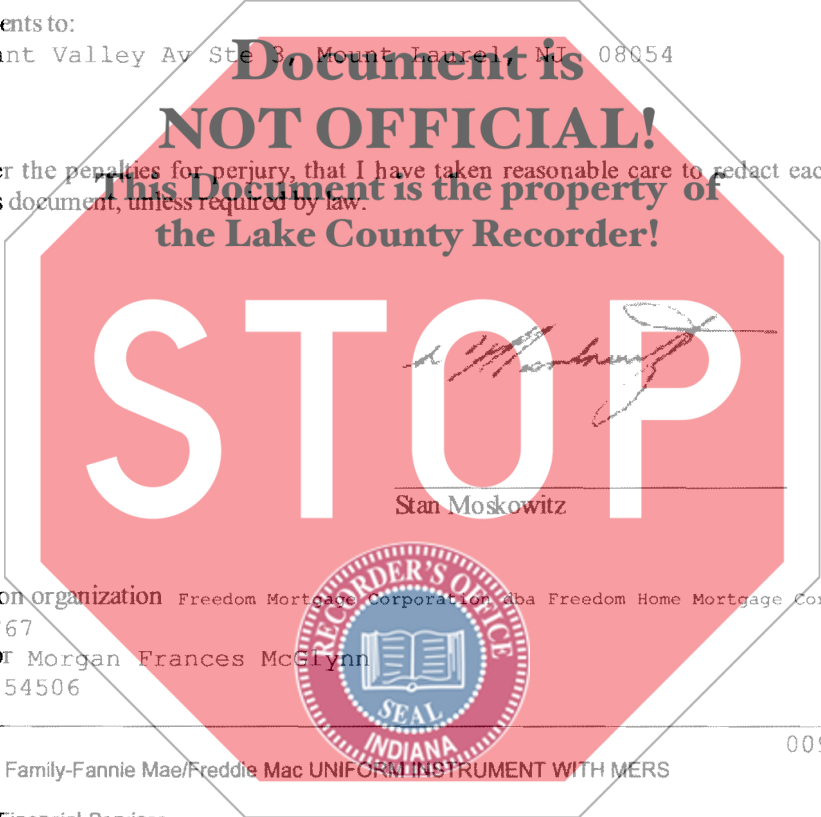 ents to:
nt Valley Av Ste 3, Mount Laurel, NJ 08054
Document is
NOT OFFICIAL!
r the penalties for perjury, that I have taken reasonable care to redact eac
This Document is the property of
s document, unless required by law.
the Lake County Recorder!
STOP
Stan Moskowitz
RECORDER'S OFFICE
on organization Freedom Mortgage Corporation dba Freedom Home Mortgage Cor
67
or Morgan Frances McGlynn
54506
SEAL
INDIANA
009
Family-Fannie Mae/Freddie Mac UNIFORM INSTRUMENT WITH MERS